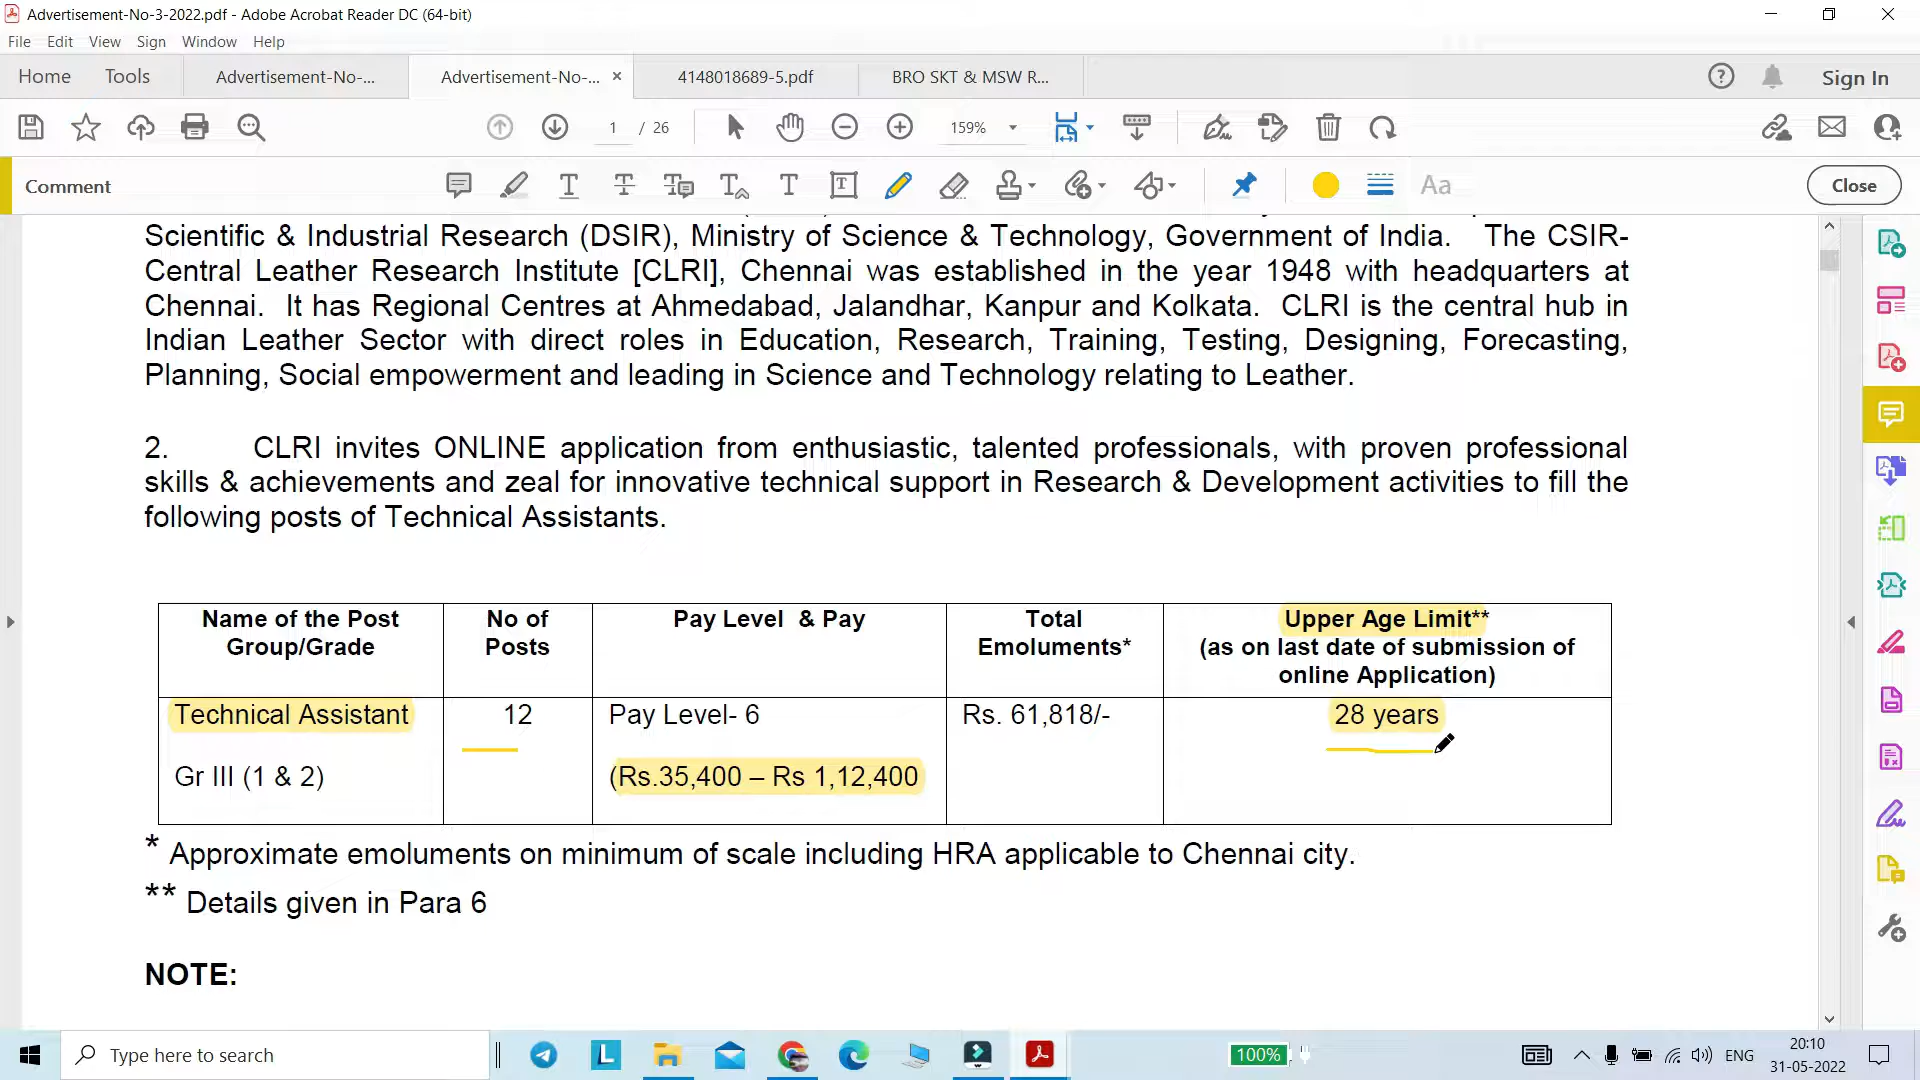 Advertisement-No-3-2022.pdf - Adobe Acrobat Reader DC (64-bit)
File Edit View Sign Window Help
Home Tools Advertisement-No-... Advertisement-No-... × 4148018689-5.pdf BRO SKT & MSW R... Sign In
1 / 26 159%
Comment Close
Scientific & Industrial Research (DSIR), Ministry of Science & Technology, Government of India. The CSIR-
Central Leather Research Institute [CLRI], Chennai was established in the year 1948 with headquarters at
Chennai. It has Regional Centres at Ahmedabad, Jalandhar, Kanpur and Kolkata. CLRI is the central hub in
Indian Leather Sector with direct roles in Education, Research, Training, Testing, Designing, Forecasting,
Planning, Social empowerment and leading in Science and Technology relating to Leather.
2. CLRI invites ONLINE application from enthusiastic, talented professionals, with proven professional
skills & achievements and zeal for innovative technical support in Research & Development activities to fill the
following posts of Technical Assistants.
Name of the Post
Group/Grade
No of
Posts
Pay Level & Pay
Total
Emoluments*
Upper Age Limit**
(as on last date of submission of
online Application)
Technical Assistant
Gr III (1 & 2)
12
Pay Level- 6
(Rs.35,400 – Rs 1,12,400
Rs. 61,818/-
28 years
* Approximate emoluments on minimum of scale including HRA applicable to Chennai city.
** Details given in Para 6
NOTE:
Type here to search
100%
ENG
20:10
31-05-2022